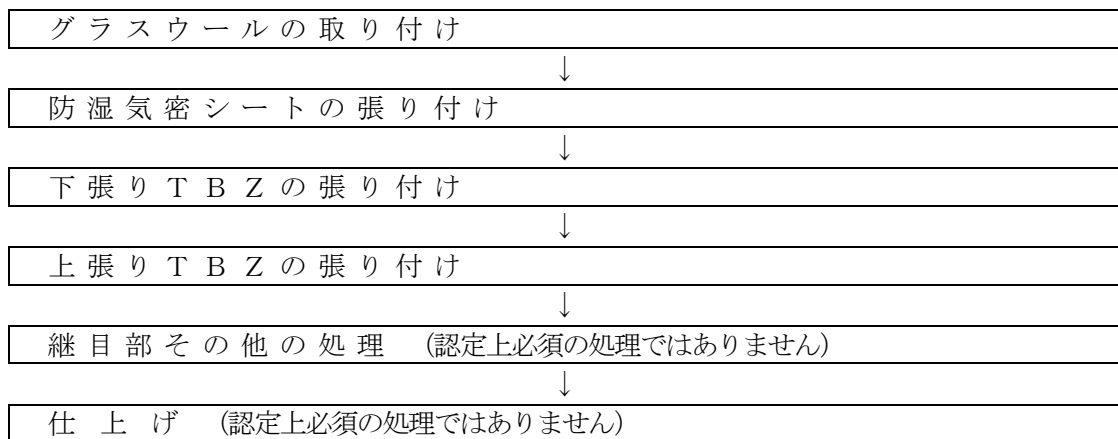 グラスウールの取り付け
↓
防湿気密シートの張り付け
↓
下張りＴＢＺの張り付け
↓
上張りＴＢＺの張り付け
↓
継目部その他の処理 (認定上必須の処理ではありません)
↓
仕上げ (認定上必須の処理ではありません)